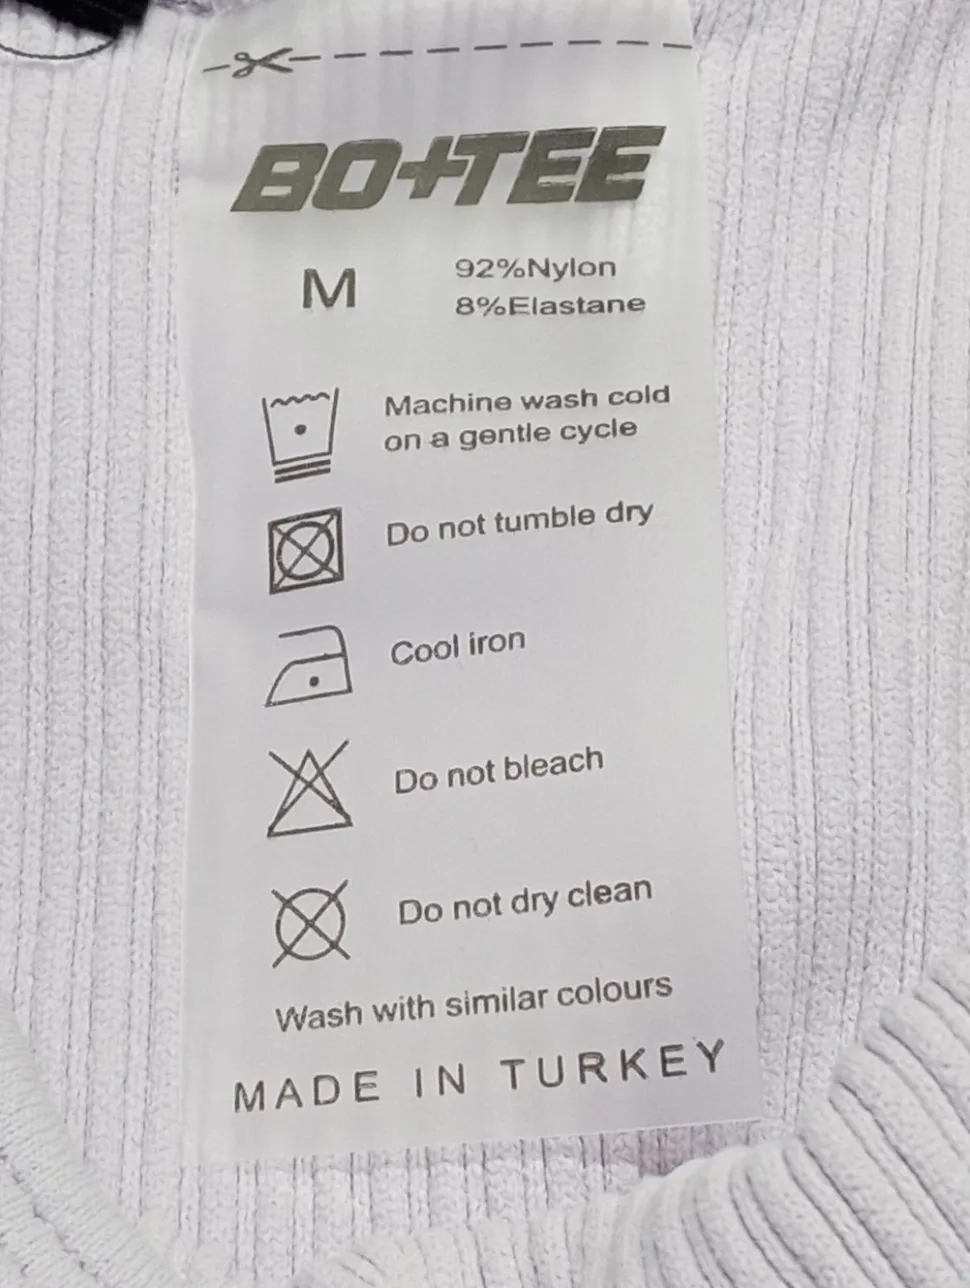 BO+TEE
M
92%Nylon
8%Elastane
Machine wash cold
on a gentle cycle
Do not tumble dry
Cool iron
Do not bleach
Do not dry clean
Wash with similar colours
MADE IN TURKEY